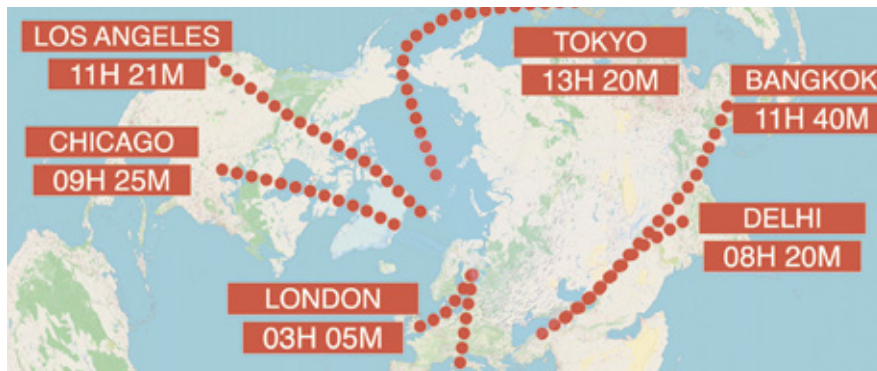 LOS ANGELES
11H 21M
TOKYO
13H 20M
BANGKOK
11H 40M
CHICAGO
09H 25M
DELHI
08H 20M
LONDON
03H 05M